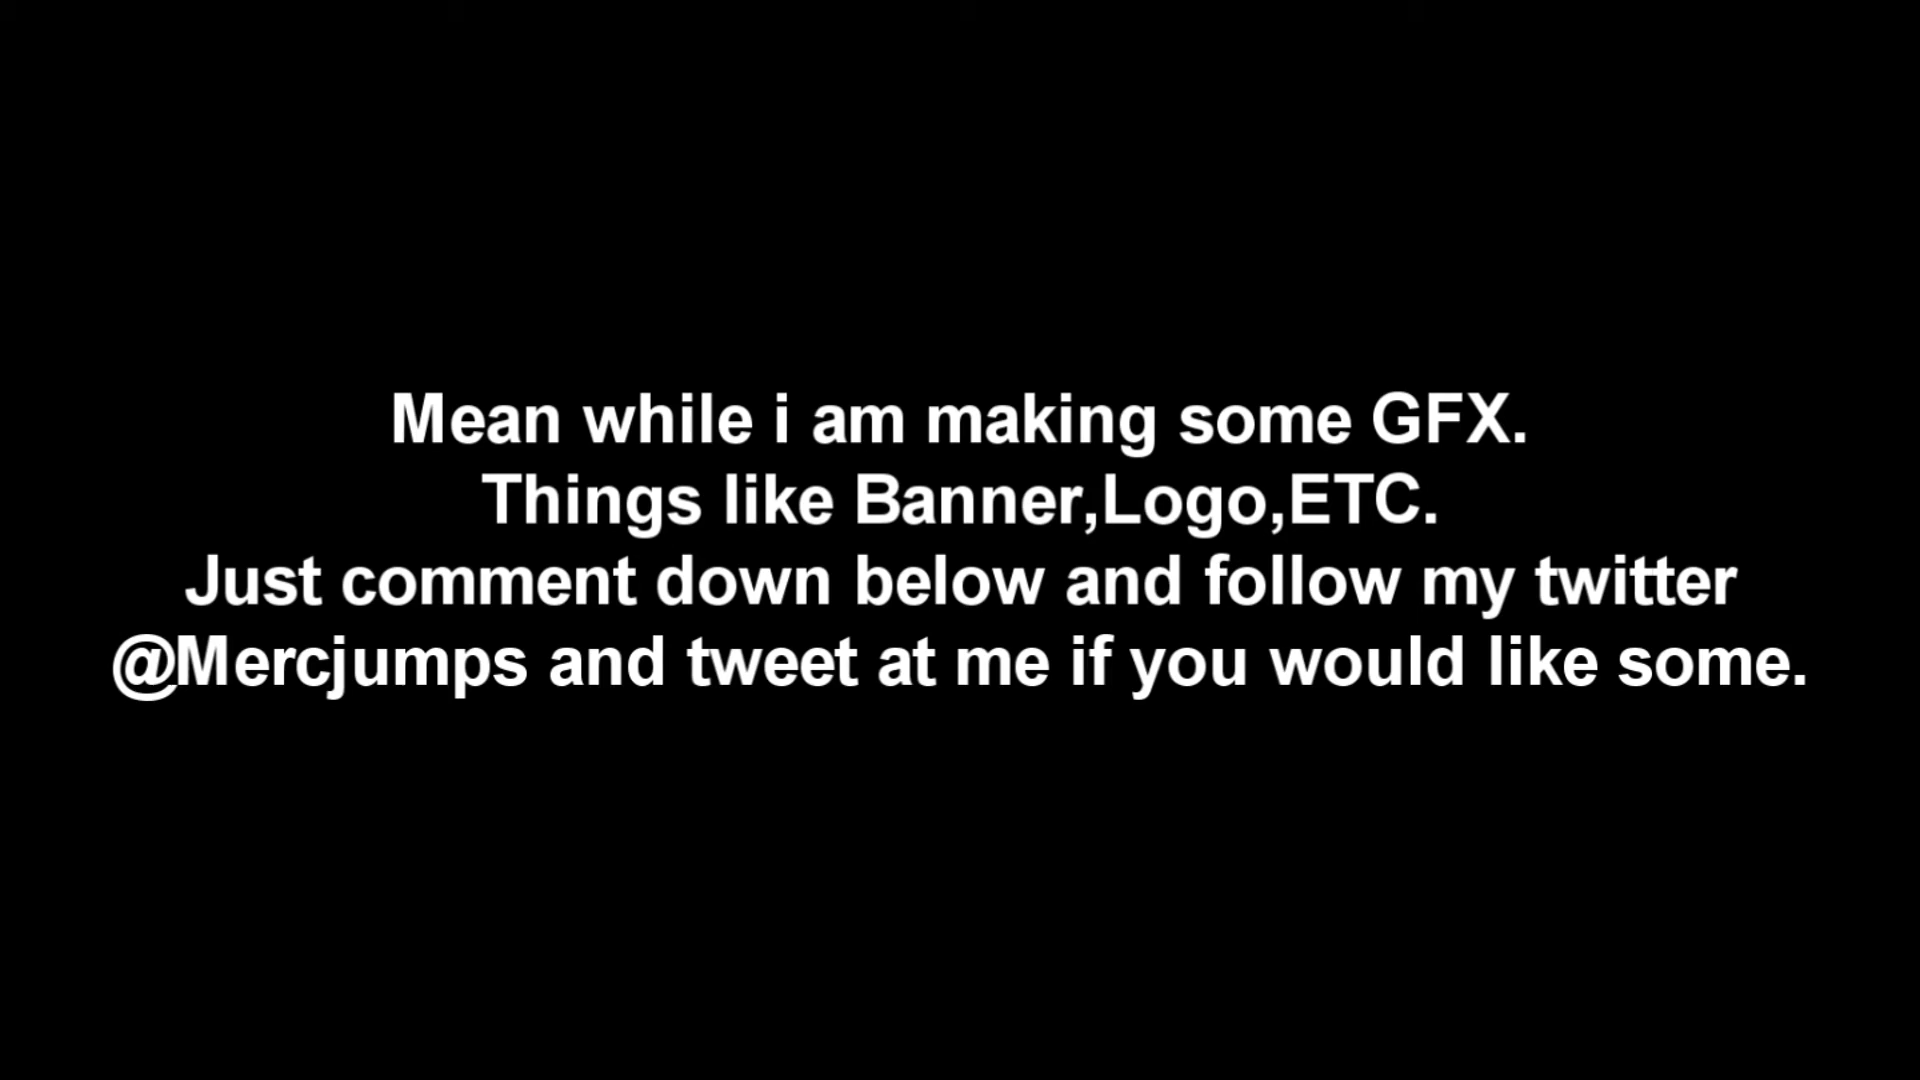 Mean while i am making some GFX.
Things like Banner,Logo,ETC.
Just comment down below and follow my twitter
@Mercjumps and tweet at me if you would like some.